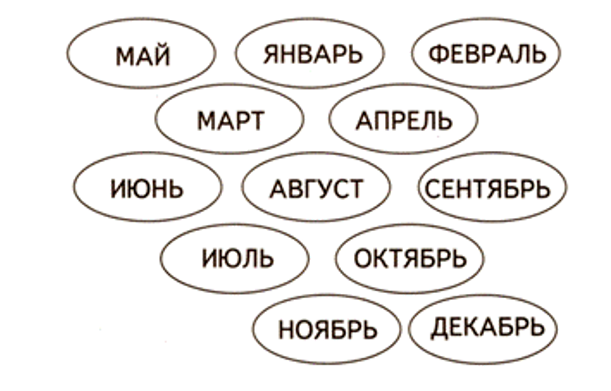 МАЙ ЯНВАРЬ ФЕВРАЛЬ
МАРТ АПРЕЛЬ
ИЮНЬ АВГУСТ СЕНТЯБРЬ
ИЮЛЬ ОКТЯБРЬ
НОЯБРЬ ДЕКАБРЬ